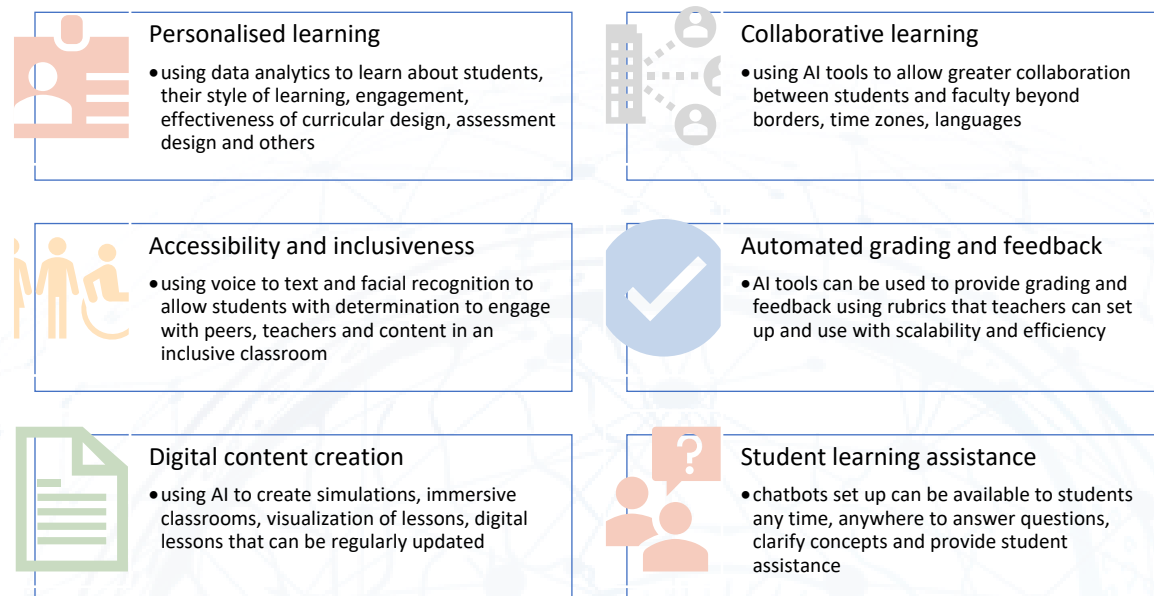 Personalised learning
•using data analytics to learn about students,
their style of learning, engagement,
effectiveness of curricular design, assessment
design and others
Collaborative learning
•using AI tools to allow greater collaboration
between students and faculty beyond
borders, time zones, languages
Accessibility and inclusiveness
•using voice to text and facial recognition to
allow students with determination to engage
with peers, teachers and content in an
inclusive classroom
Automated grading and feedback
•AI tools can be used to provide grading and
feedback using rubrics that teachers can set
up and use with scalability and efficiency
Digital content creation
•using AI to create simulations, immersive
classrooms, visualization of lessons, digital
lessons that can be regularly updated
?
Student learning assistance
•chatbots set up can be available to students
any time, anywhere to answer questions,
clarify concepts and provide student
assistance